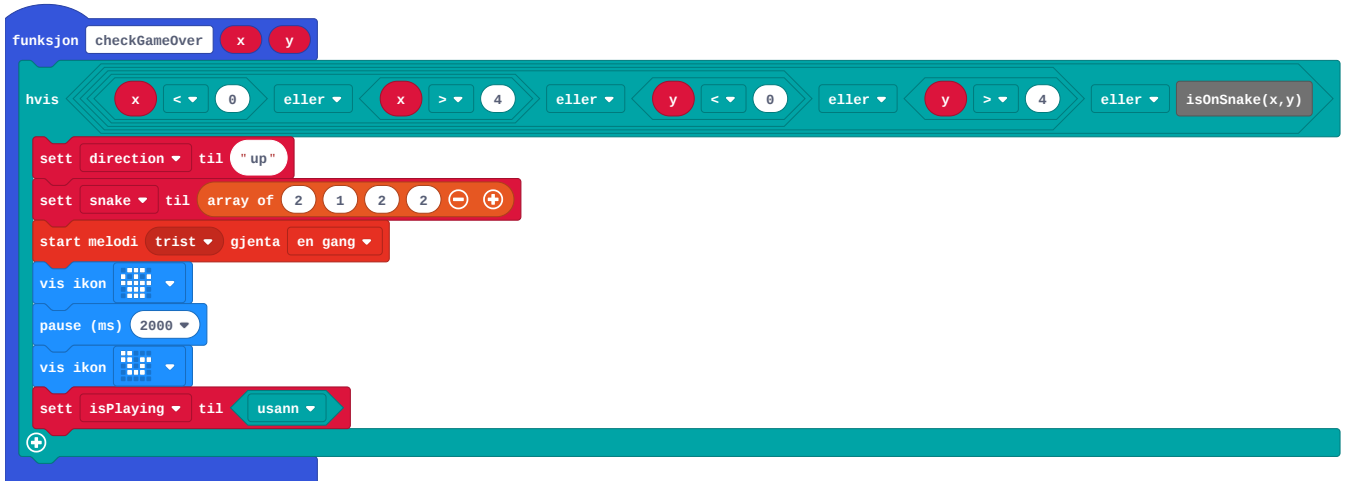 funksjon checkGameOver x y
hvis x < 0 eller x > 4 eller y < 0 eller y > 4 eller isOnSnake(x,y)
sett direction til "up"
sett snake til array of 2 1 2 2
start melodi trist gjenta en gang
vis ikon
pause (ms) 2000
vis ikon
sett isPlaying til usann